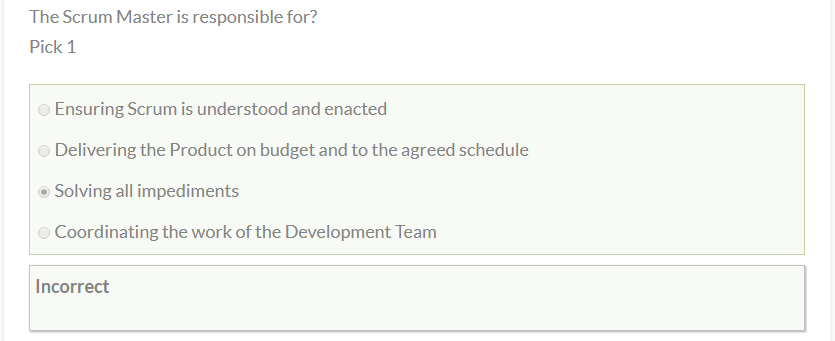 The Scrum Master is responsible for?
Pick 1
Ensuring Scrum is understood and enacted
Delivering the Product on budget and to the agreed schedule
Solving all impediments
Coordinating the work of the Development Team
Incorrect